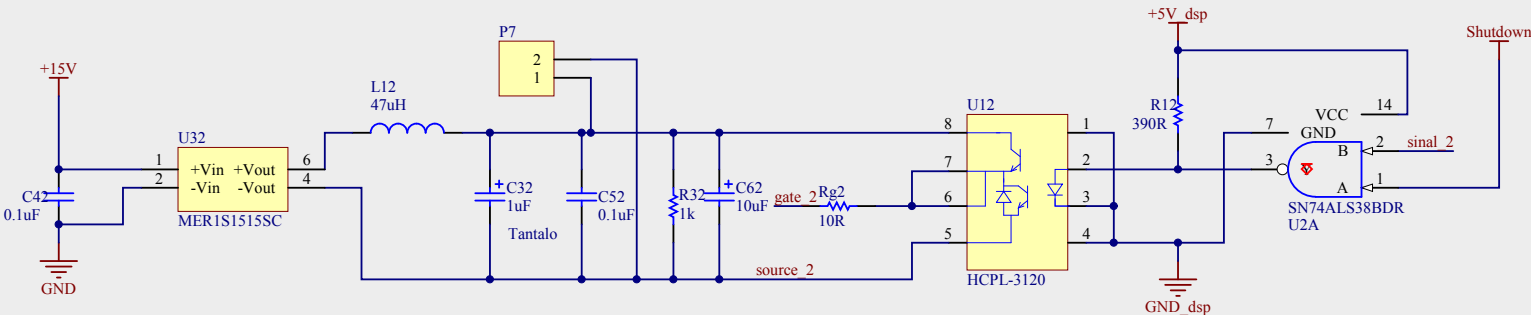 +5V_dsp
Shutdown
P7
2
1
+15V
L12
47uH
U32
1 +Vin +Vout 6
2 -Vin -Vout 4
MER1S1515SC
C42
0.1uF
GND
C32
1uF
Tantalo
C52
0.1uF
R32
1k
C62
10uF
gate_2
Rg2
10R
source_2
U12
8
7
6
5
1
2
3
4
HCPL-3120
R12
390R
VCC 14
7 GND
3
B 2 sinal_2
A 1
SN74ALS38BDR
U2A
GND_dsp